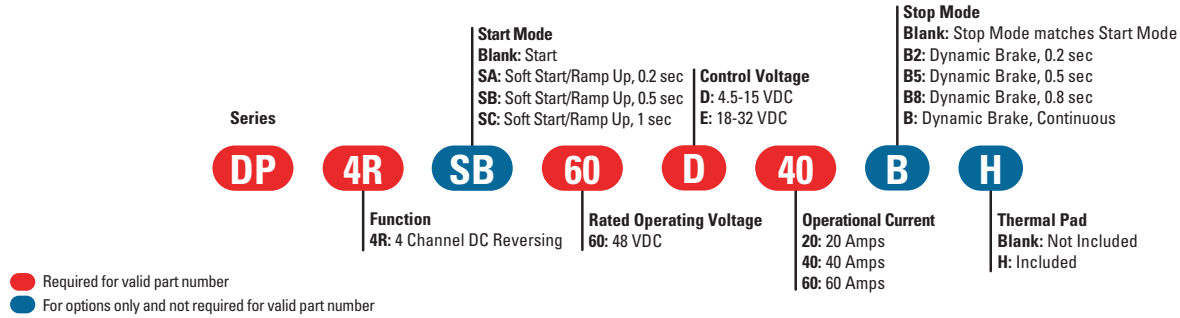 Start Mode
Blank: Start
SA: Soft Start/Ramp Up, 0.2 sec
SB: Soft Start/Ramp Up, 0.5 sec
SC: Soft Start/Ramp Up, 1 sec
Control Voltage
D: 4.5-15 VDC
E: 18-32 VDC
Stop Mode
Blank: Stop Mode matches Start Mode
B2: Dynamic Brake, 0.2 sec
B5: Dynamic Brake, 0.5 sec
B8: Dynamic Brake, 0.8 sec
B: Dynamic Brake, Continuous
Series
DP 4R SB 60 D 40 B H
Function
4R: 4 Channel DC Reversing
Rated Operating Voltage
60: 48 VDC
Operational Current
20: 20 Amps
40: 40 Amps
60: 60 Amps
Thermal Pad
Blank: Not Included
H: Included
Required for valid part number
For options only and not required for valid part number